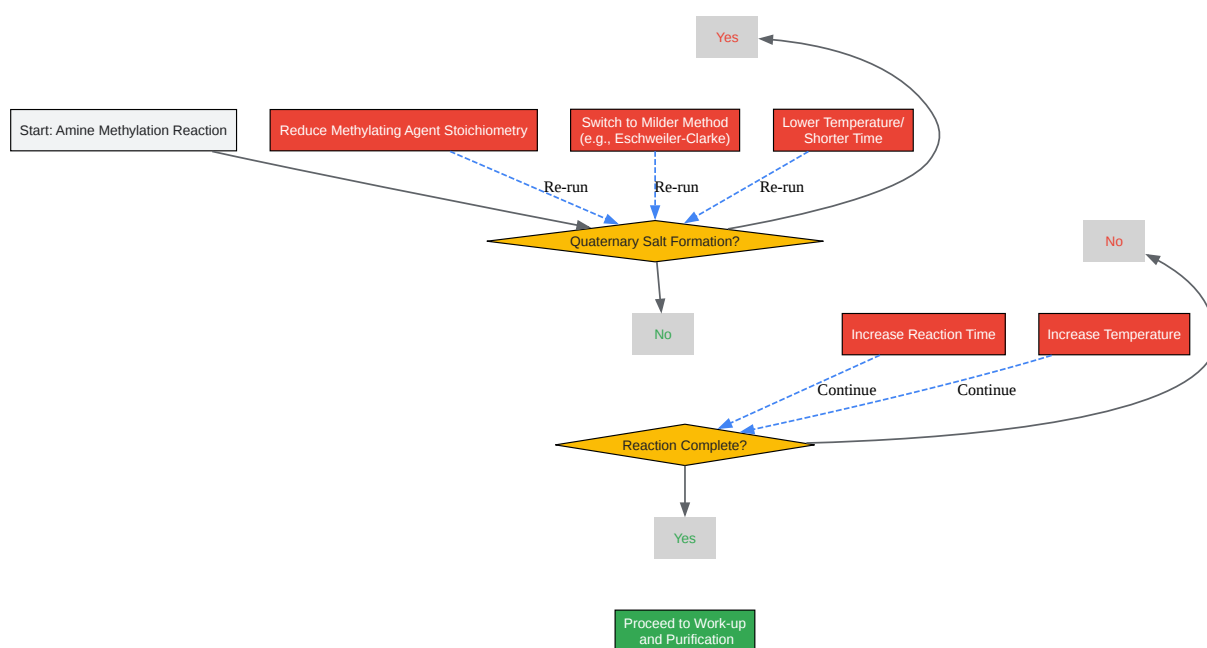 Yes
Start: Amine Methylation Reaction
Reduce Methylating Agent Stoichiometry
Switch to Milder Method
(e.g., Eschweiler-Clarke)
Lower Temperature/
Shorter Time
Re-run
Re-run
Re-run
Quaternary Salt Formation?
No
No
Increase Reaction Time
Increase Temperature
Continue
Continue
Reaction Complete?
Yes
Proceed to Work-up
and Purification